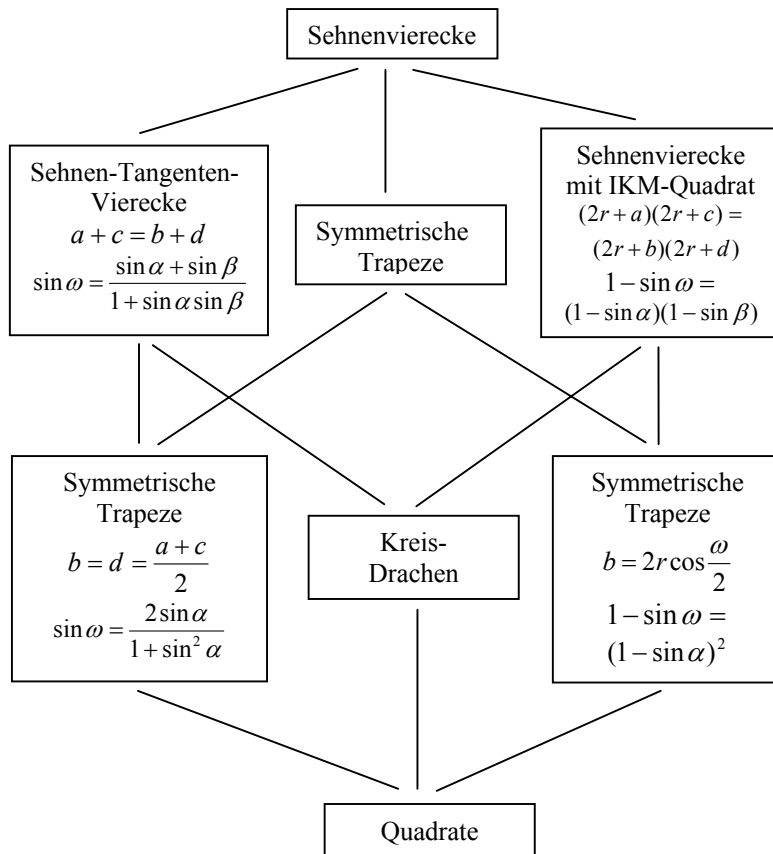 Sehnenvierecke
Sehnen-Tangenten-
Vierecke
a + c = b + d
sin ω = (sin α + sin β)/(1 + sin α sin β)
Symmetrische
Trapeze
Sehnenvierecke
mit IKM-Quadrat
(2r + a)(2r + c) =
(2r + b)(2r + d)
1 − sin ω =
(1 − sin α)(1 − sin β)
Symmetrische
Trapeze
b = d = (a + c)/2
sin ω = (2 sin α)/(1 + sin² α)
Kreis-
Drachen
Symmetrische
Trapeze
b = 2r cos ω/2
1 − sin ω =
(1 − sin α)²
Quadrate